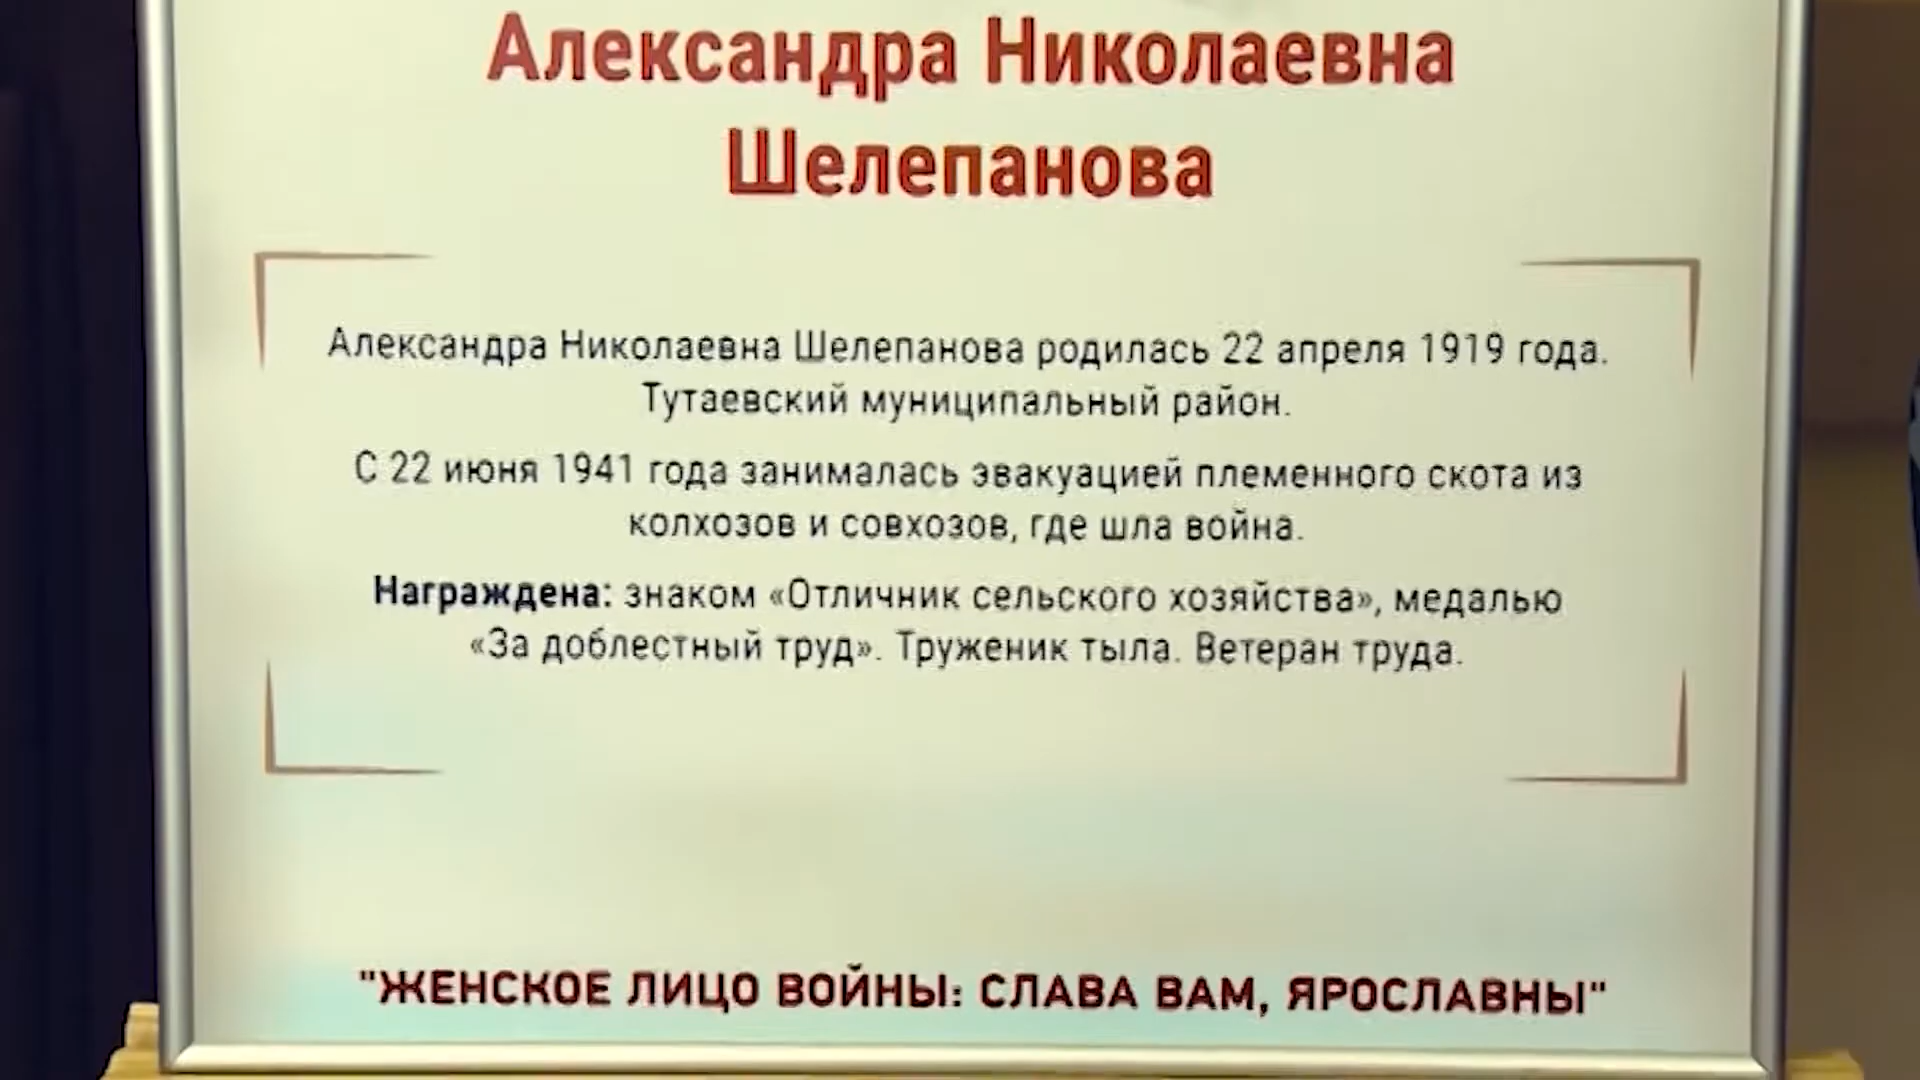 Александра Николаевна
Шелепанова
Александра Николаевна Шелепанова родилась 22 апреля 1919 года.
Тутаевский муниципальный район.
С 22 июня 1941 года занималась эвакуацией племенного скота из
колхозов и совхозов, где шла война.
Награждена: знаком «Отличник сельского хозяйства», медалью
«За доблестный труд». Труженик тыла. Ветеран труда.
"ЖЕНСКОЕ ЛИЦО ВОЙНЫ: СЛАВА ВАМ, ЯРОСЛАВНЫ"